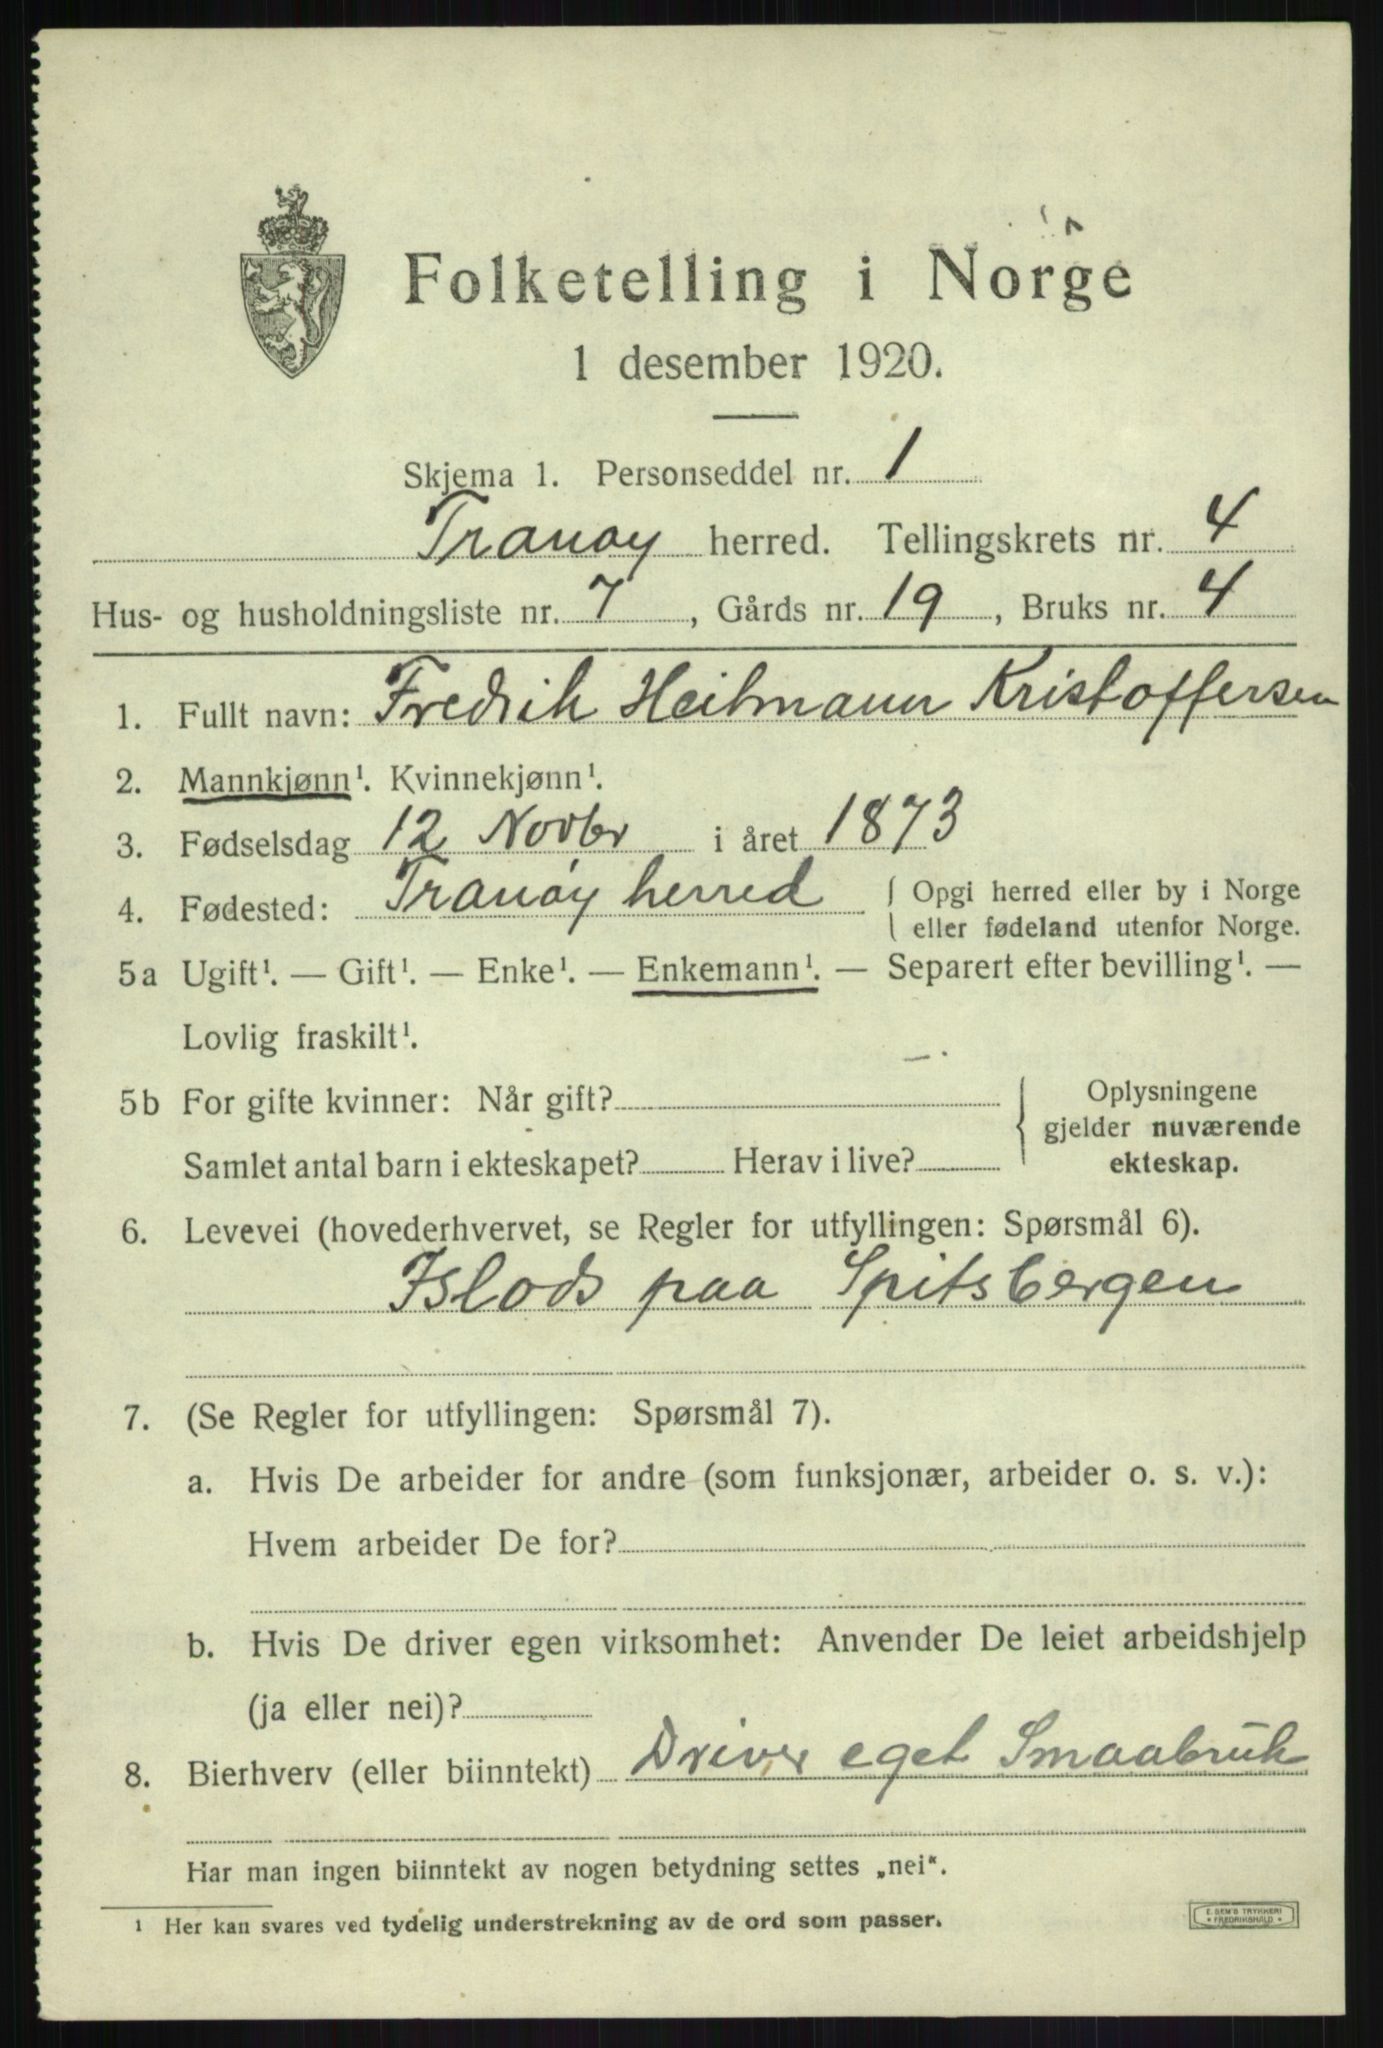 Folketelling i Norge
1 desember 1920.
Skjema 1. Personseddel nr. 1
Tranøy herred. Tellingskrets nr. 4
Hus- og husholdningsliste nr. 7, Gårds nr. 19, Bruks nr. 4
1. Fullt navn: Fredrik Heitmann Kristoffersen
2. Mannkjønn¹. Kvinnekjønn¹.
3. Fødselsdag 12 Novbr i året 1873
4. Fødested: Tranøy herred { Opgi herred eller by i Norge
eller fødeland utenfor Norge.
5a Ugift¹. — Gift¹. — Enke¹. — Enkemann¹. — Separert efter bevilling¹. —
Lovlig fraskilt¹.
5b For gifte kvinner: Når gift? { Oplysningene
gjelder nuværende
Samlet antal barn i ekteskapet? Herav i live? ekteskap.
6. Levevei (hovederhvervet, se Regler for utfyllingen: Spørsmål 6).
Islods paa Spitsbergen
7. (Se Regler for utfyllingen: Spørsmål 7).
a. Hvis De arbeider for andre (som funksjonær, arbeider o. s. v.):
Hvem arbeider De for?
b. Hvis De driver egen virksomhet: Anvender De leiet arbeidshjelp
(ja eller nei)?
8. Bierhverv (eller biinntekt) Driver eget Smaabruk
Har man ingen biinntekt av nogen betydning settes „nei“.
¹ Her kan svares ved tydelig understrekning av de ord som passer.
E. SEM'S TRYKKERI
• FREDRIKSHALD •